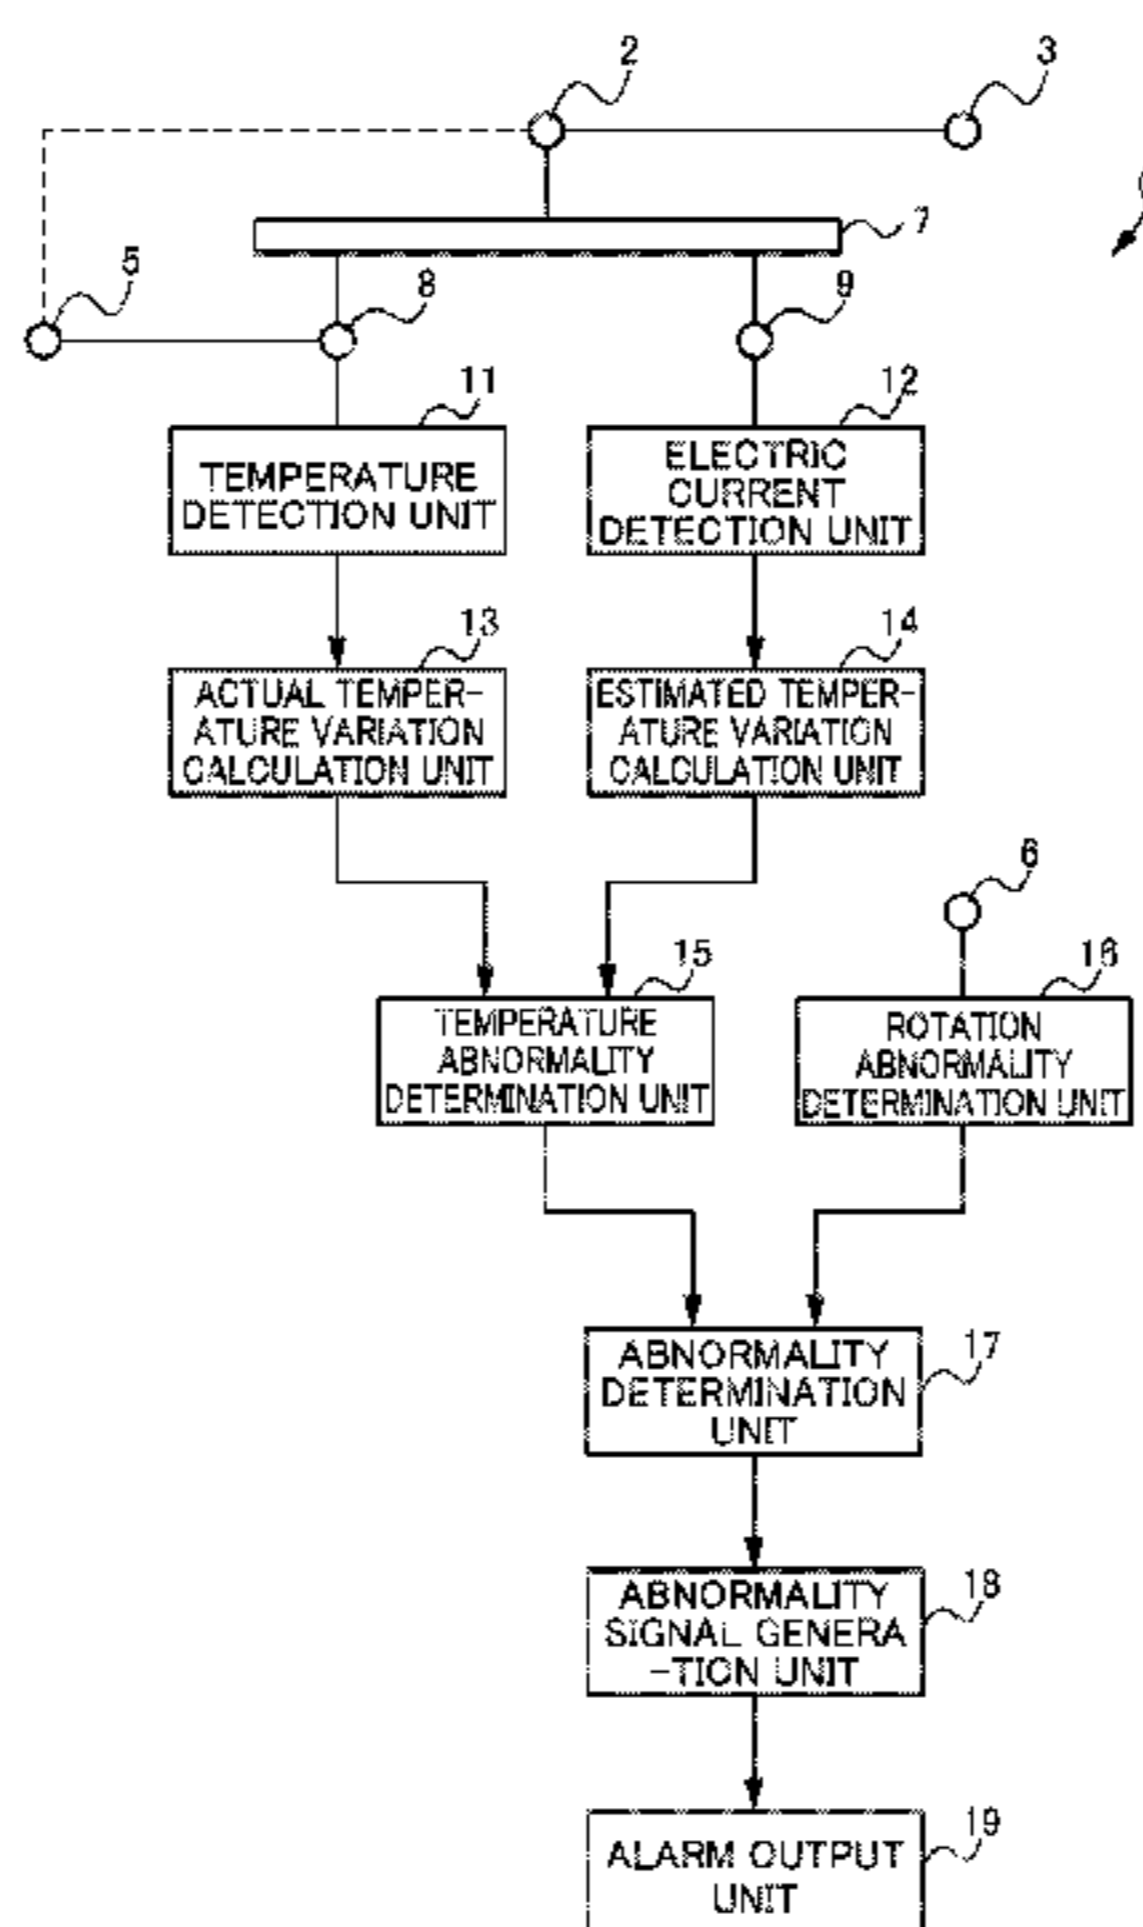 2
3
7
5
8
9
11
12
TEMPERATURE
DETECTION UNIT
ELECTRIC
CURRENT
DETECTION UNIT
13
14
ACTUAL TEMPER-
ATURE VARIATION
CALCULATION UNIT
ESTIMATED TEMPER-
ATURE VARIATION
CALCULATION UNIT
6
15
16
TEMPERATURE
ABNORMALITY
DETERMINATION UNIT
ROTATION
ABNORMALITY
DETERMINATION UNIT
17
ABNORMALITY
DETERMINATION
UNIT
18
ABNORMALITY
SIGNAL GENERA
-TION UNIT
19
ALARM OUTPUT
UNIT